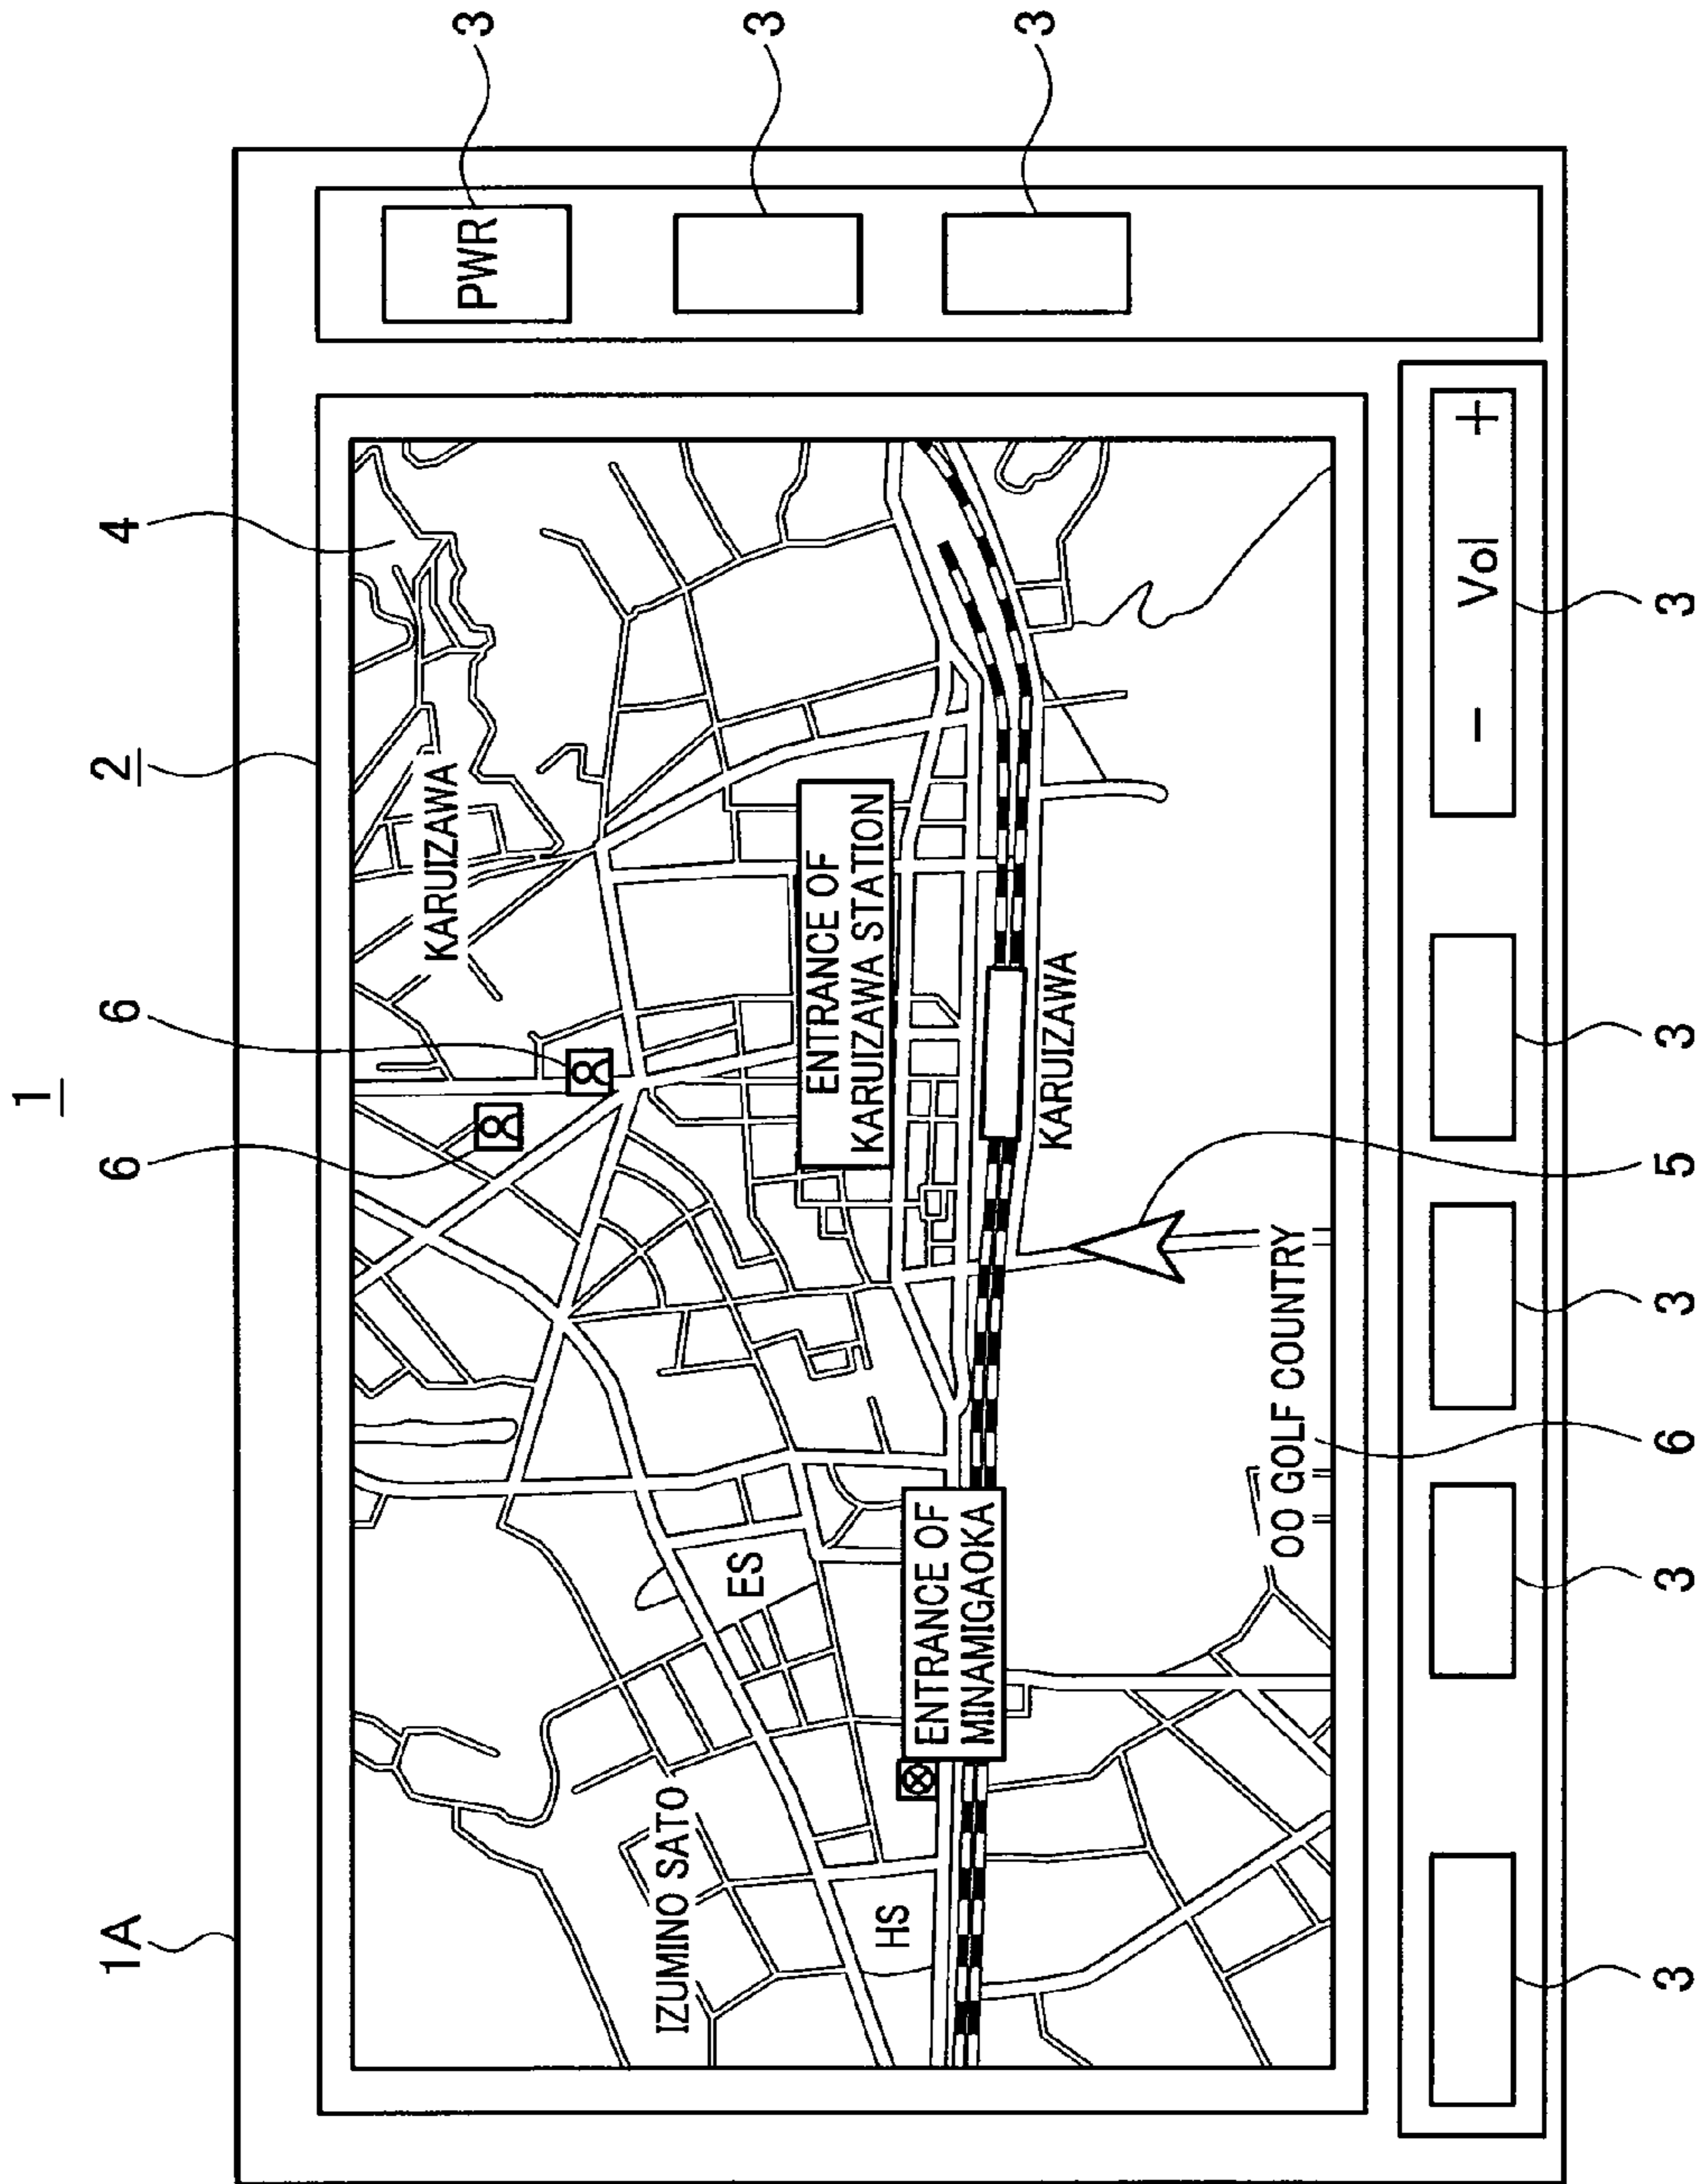 1
1A
6
6
2
4
3
KARUIZAWA
PWR
IZUMINO SATO
ES
3
ENTRANCE OF
KARUIZAWA STATION
HS
ENTRANCE OF
MINAMIGAOKA
KARUIZAWA
3
OO GOLF COUNTRY
− Vol +
3
3
6
3
5
3
3